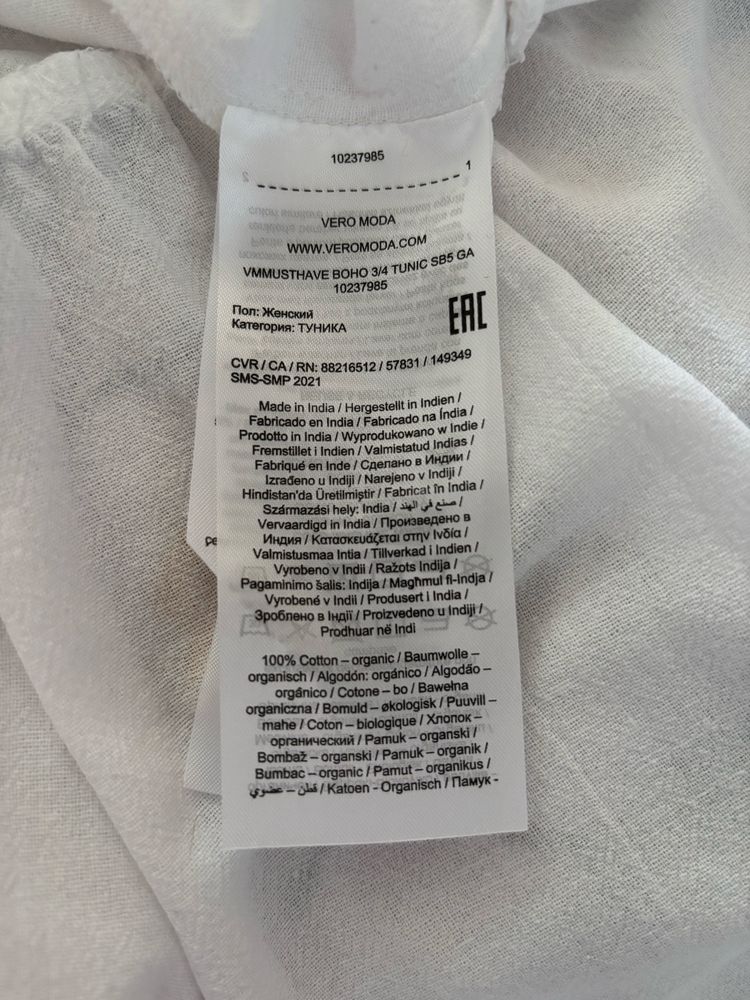 10237985
2 1
VERO MODA
WWW.VEROMODA.COM
VMMUSTHAVE BOHO 3/4 TUNIC SB5 GA
10237985
Пол: Женский
Категория: ТУНИКА
EAC
CVR / CA / RN: 88216512 / 57831 / 149349
SMS-SMP 2021
Made in India / Hergestellt in Indien /
Fabricado en India / Fabricado na Índia /
Prodotto in India / Wyprodukowano w Indie /
Fremstillet i Indien / Valmistatud Indias /
Fabriqué en Inde / Сделано в Индии /
Izrađeno u Indiji / Narejeno v Indiji /
Hindistan'da Üretilmiştir / Fabricat în India /
Származási hely: India / صنع في الهند /
Vervaardigd in India / Произведено в
Индия / Κατασκευάζεται στην Ινδία /
Valmistusmaa Intia / Tillverkad i Indien /
Vyrobeno v Indii / Ražots Indija /
Pagaminimo šalis: Indija / Magħmul fl-Indja /
Vyrobené v Indii / Produsert i India /
Зроблено в Індії / Proizvedeno u Indiji /
Prodhuar në Indi
100% Cotton – organic / Baumwolle –
organisch / Algodón: orgánico / Algodão –
orgânico / Cotone – bo / Bawełna
organiczna / Bomuld – økologisk / Puuvill –
mahe / Coton – biologique / Хлопок –
органический / Pamuk – organski /
Bombaž – organski / Pamuk – organik /
Bumbac – organic / Pamut – organikus /
قطن – عضوي / Katoen - Organisch / Памук -